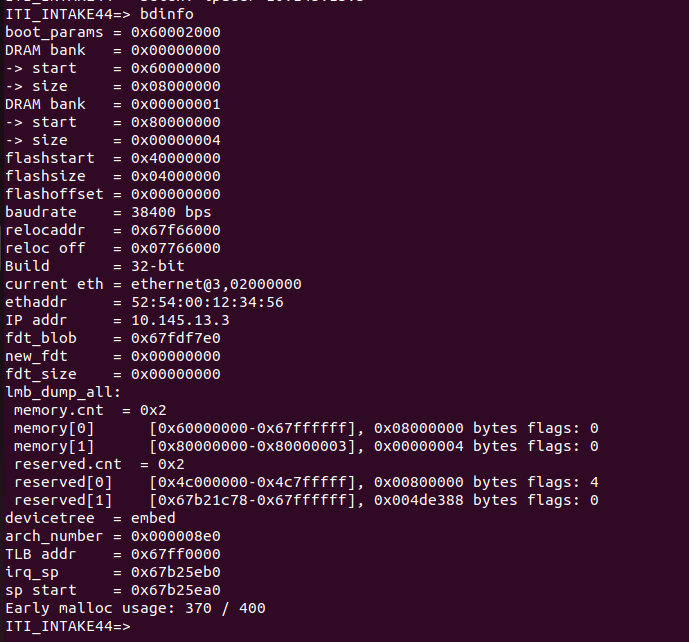 ITI_INTAKE44=> bdinfo
boot_params = 0x60002000
DRAM bank   = 0x00000000
-> start    = 0x60000000
-> size     = 0x08000000
DRAM bank   = 0x00000001
-> start    = 0x80000000
-> size     = 0x00000004
flashstart  = 0x40000000
flashsize   = 0x04000000
flashoffset = 0x00000000
baudrate    = 38400 bps
relocaddr   = 0x67f66000
reloc off   = 0x07766000
Build       = 32-bit
current eth = ethernet@3,02000000
ethaddr     = 52:54:00:12:34:56
IP addr     = 10.145.13.3
fdt_blob    = 0x67fdf7e0
new_fdt     = 0x00000000
fdt_size    = 0x00000000
lmb_dump_all:
 memory.cnt  = 0x2
 memory[0]      [0x60000000-0x67ffffff], 0x08000000 bytes flags: 0
 memory[1]      [0x80000000-0x80000003], 0x00000004 bytes flags: 0
 reserved.cnt  = 0x2
 reserved[0]    [0x4c000000-0x4c7fffff], 0x00800000 bytes flags: 4
 reserved[1]    [0x67b21c78-0x67ffffff], 0x004de388 bytes flags: 0
devicetree  = embed
arch_number = 0x000008e0
TLB addr    = 0x67ff0000
irq_sp      = 0x67b25eb0
sp start    = 0x67b25ea0
Early malloc usage: 370 / 400
ITI_INTAKE44=>